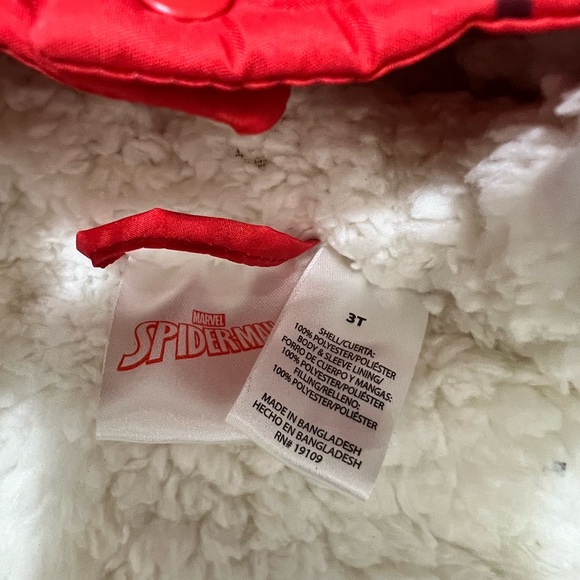 MARVEL
SPIDER-MAN
3T
SHELL/CUERTA:
100% POLYESTER/POLIÉSTER
BODY & SLEEVE LINING/
FORRO DE CUERPO Y MANGAS:
100% POLYESTER/POLIÉSTER
FILLING/RELLENO:
100% POLYESTER/POLIÉSTER
MADE IN BANGLADESH
HECHO EN BANGLADESH
RN# 19109